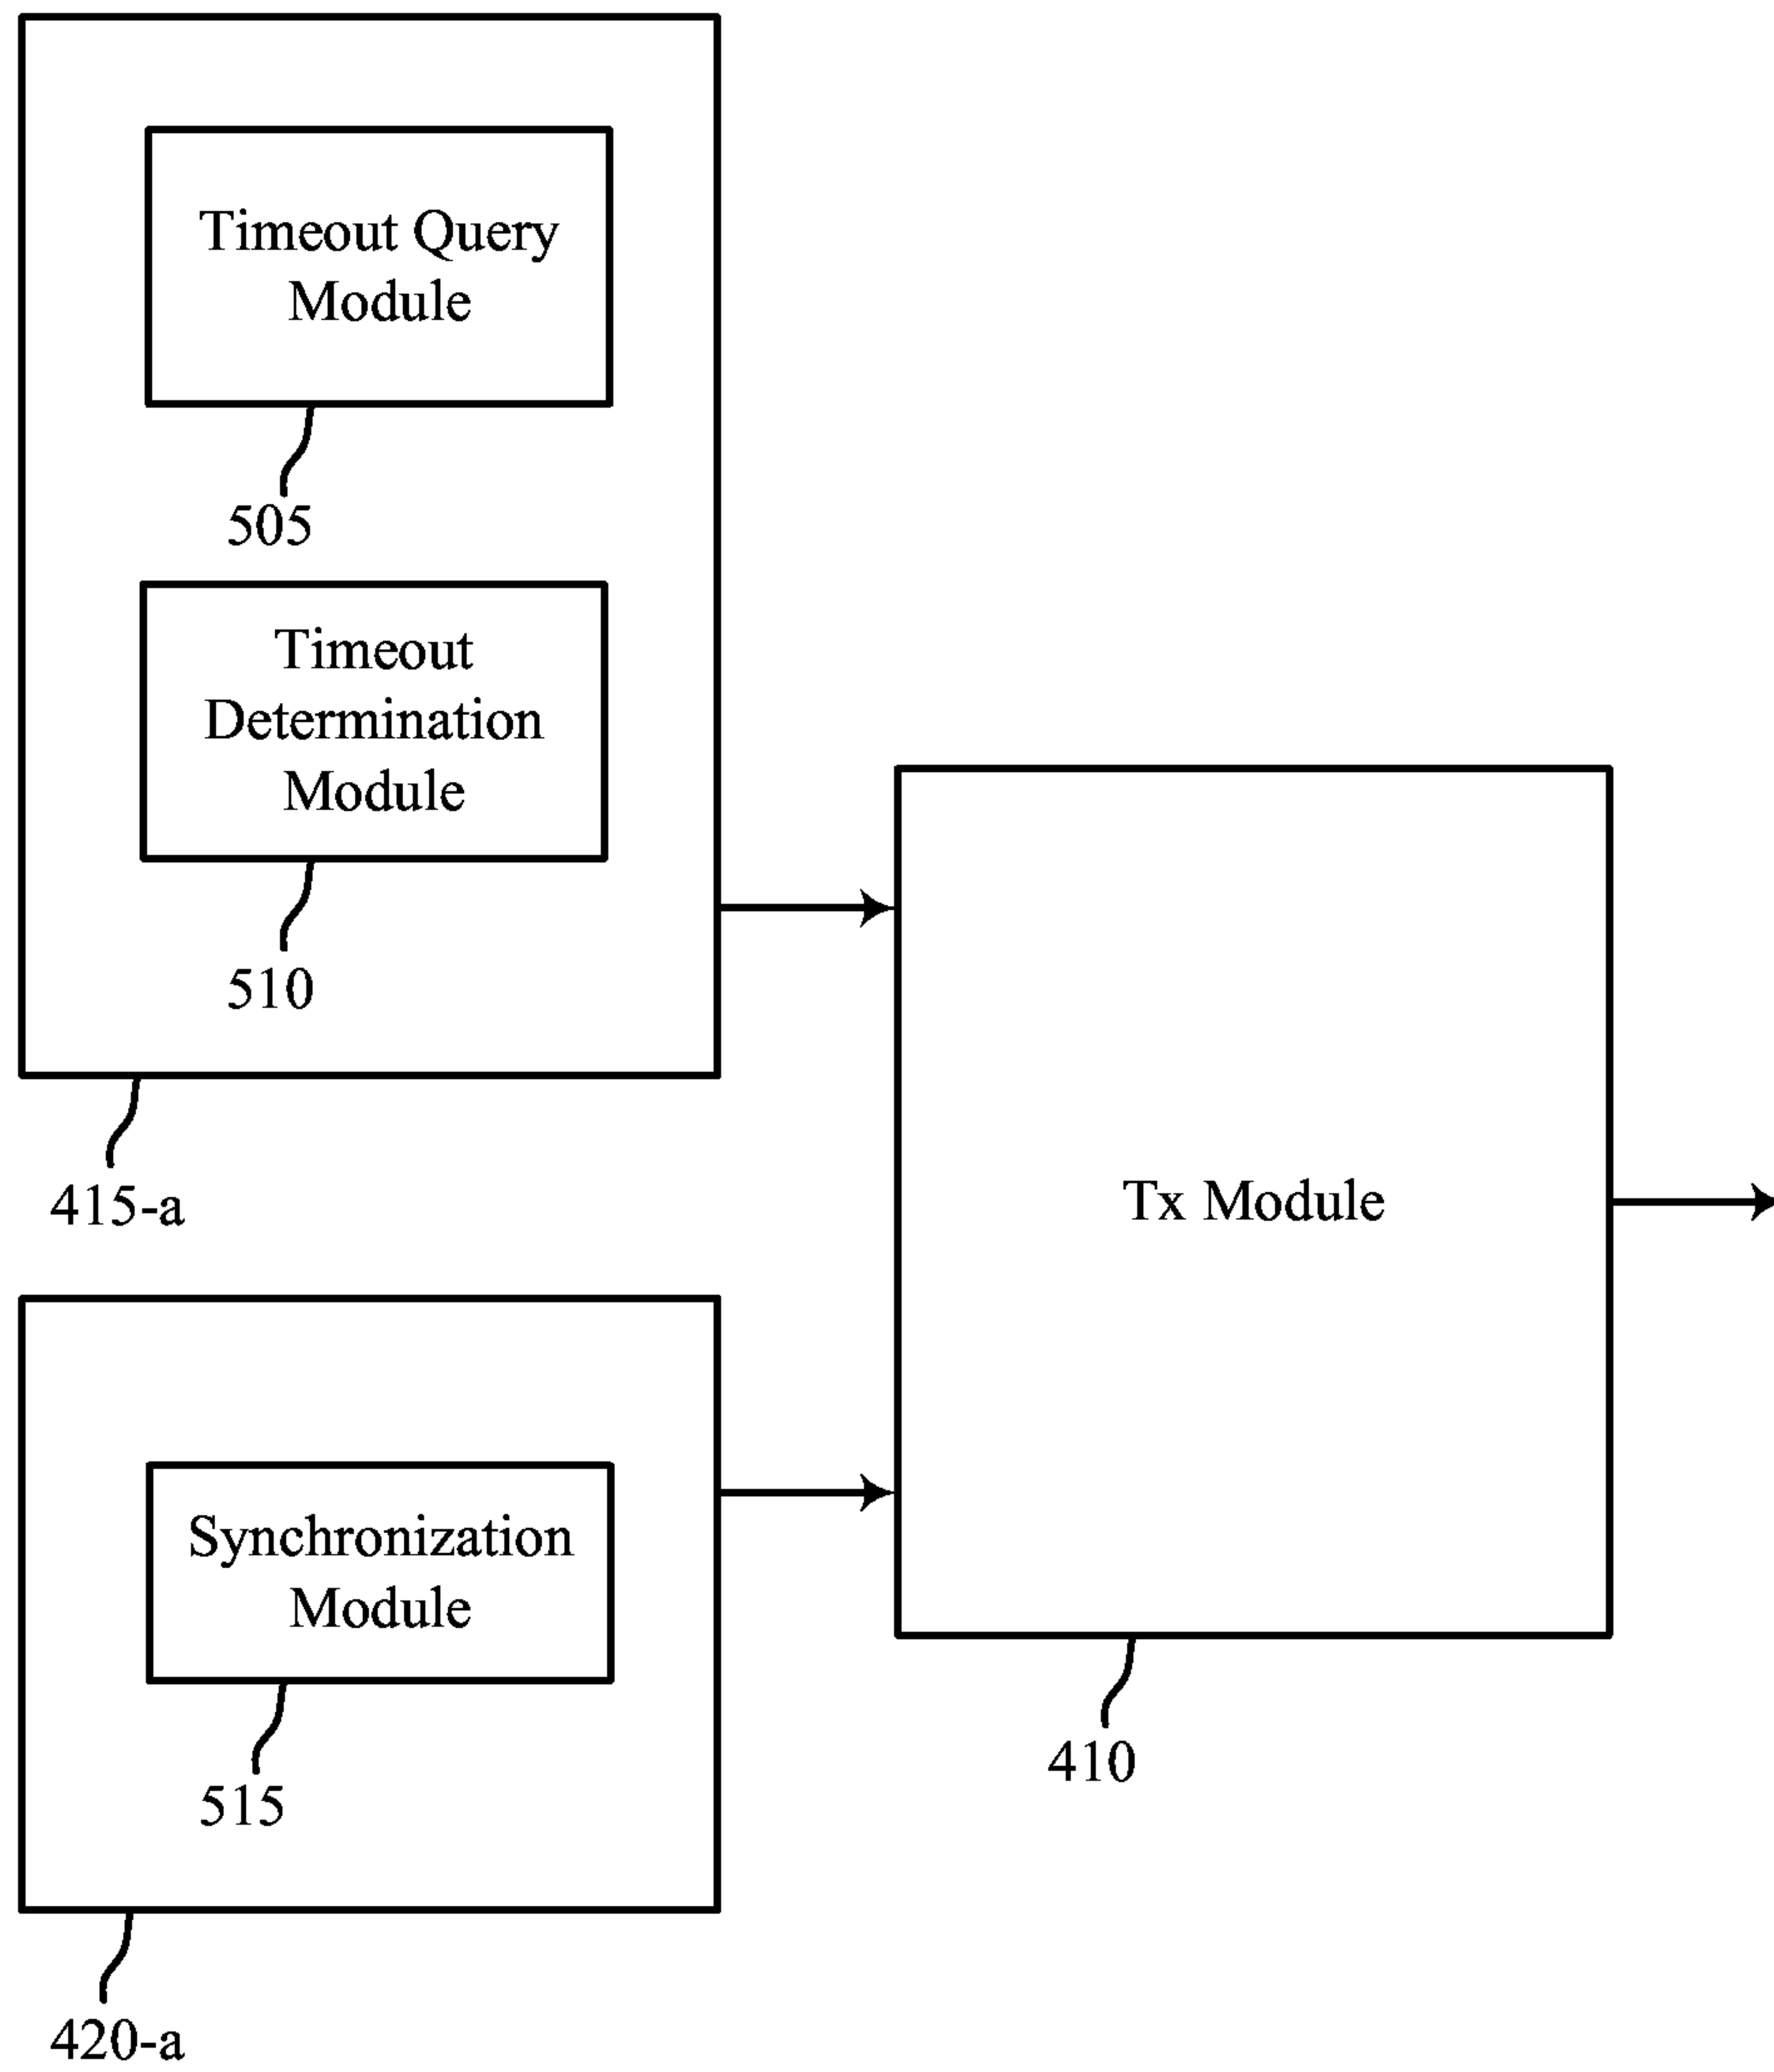 Timeout Query
Module
505
Timeout
Determination
Module
510
415-a
Tx Module
410
Synchronization
Module
515
420-a